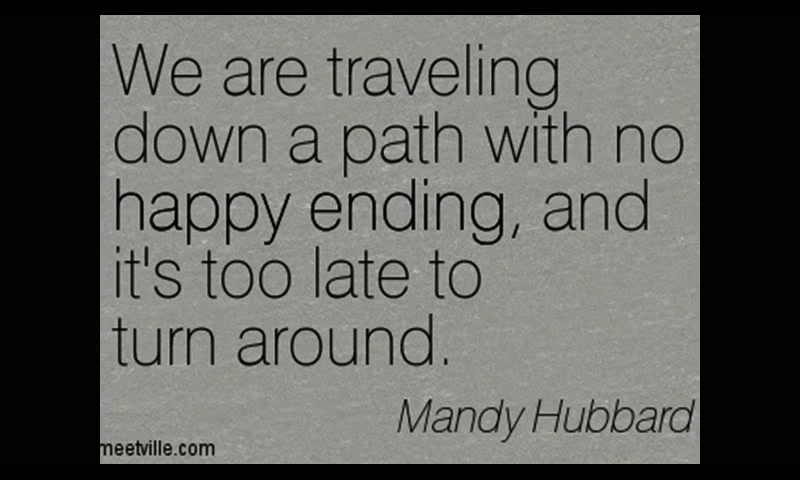 We are traveling
down a path with no
happy ending, and
it's too late to
turn around.
Mandy Hubbard
meetville.com